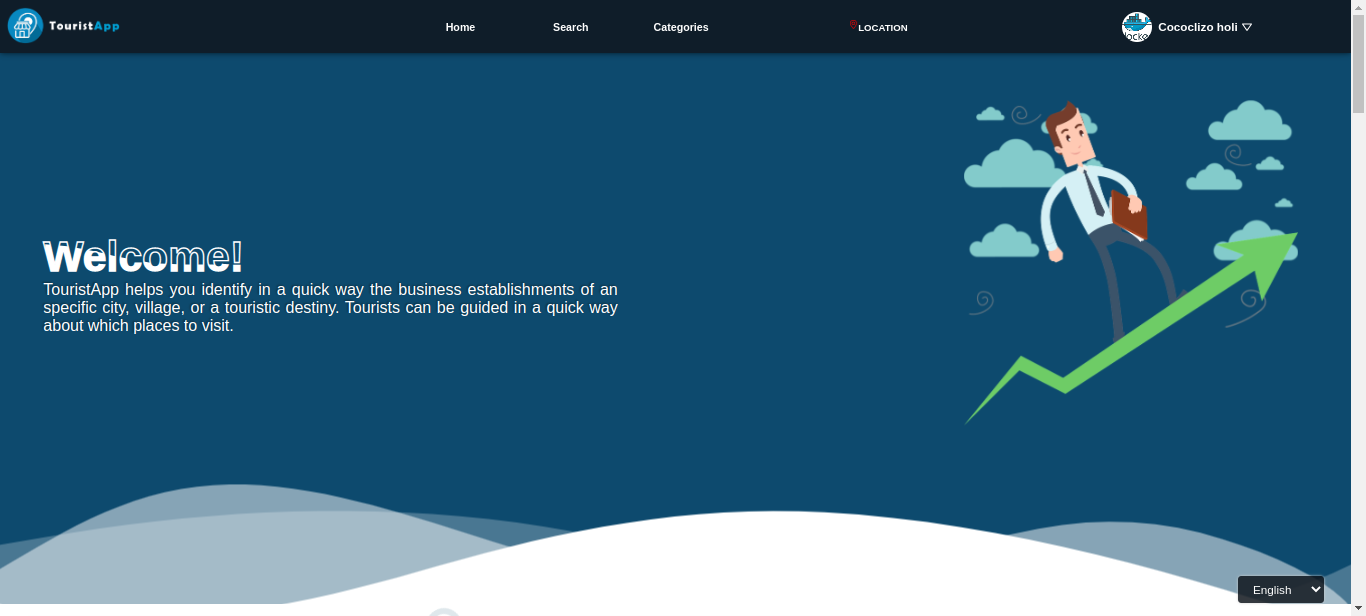 TouristApp
Home
Search
Categories
LOCATION
ocke
Cococlizo holi
Welcome!
TouristApp helps you identify in a quick way the business establishments of an
specific city, village, or a touristic destiny. Tourists can be guided in a quick way
about which places to visit.
English